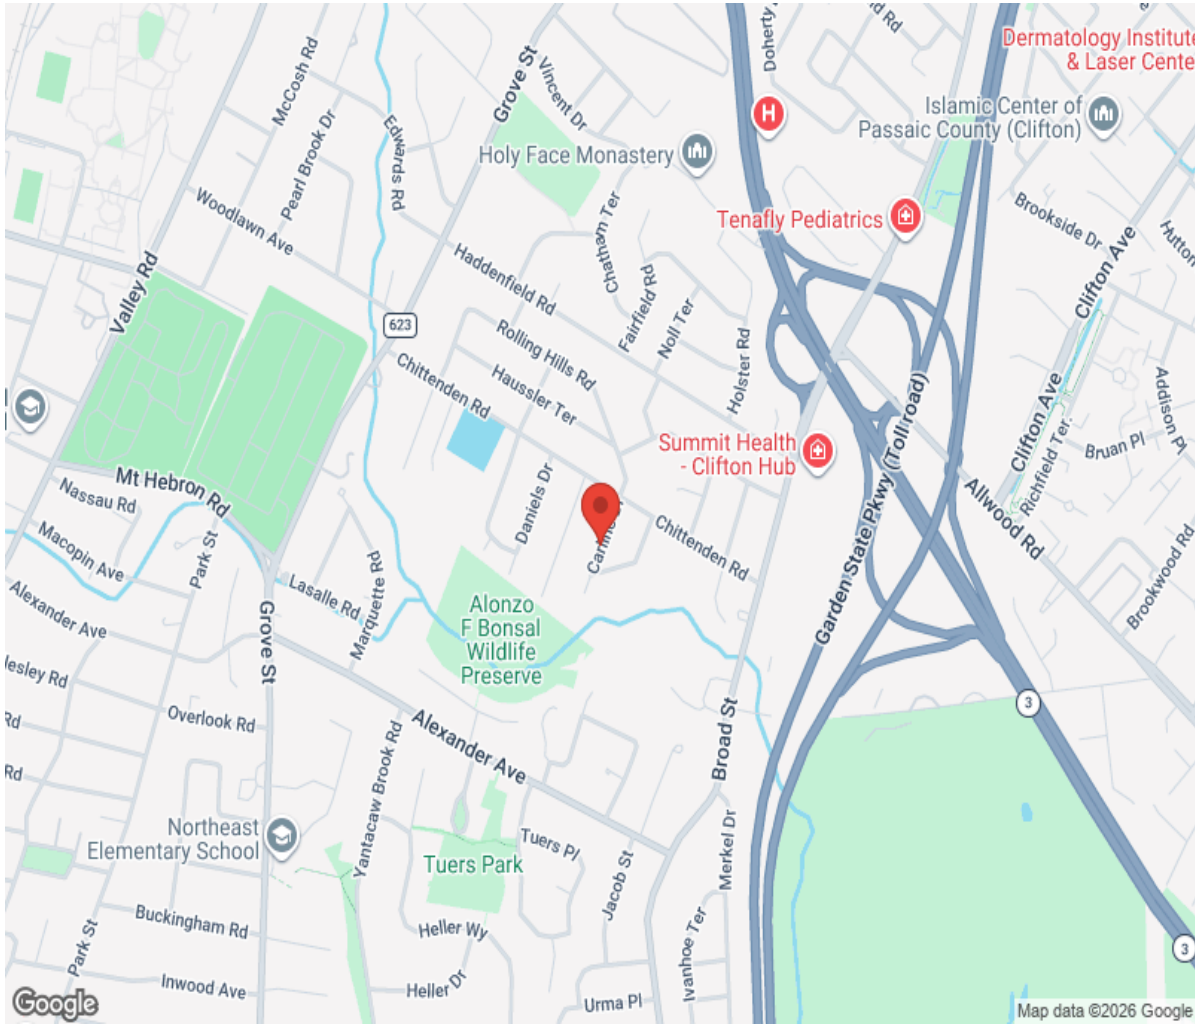 McCosh Rd
Grove St
Vincent Dr
Doherty
Dermatology Institute
& Laser Center
Islamic Center of
Passaic County (Clifton)
H
Edwards Rd
Pearl Brook Dr
Holy Face Monastery
Tenafly Pediatrics
Woodlawn Ave
Chatham Ter
Brookside Dr
Clifton Ave
Valley Rd
Haddenfield Rd
Fairfield Rd
Noll Ter
623
Rolling Hills Rd
Holster Rd
Chittenden Rd
Haussler Ter
Garden State Pkwy (Toll road)
Clifton Ave
Addison Pl
Summit Health
- Clifton Hub
Richfield Ter.
Bruan Pl
Mt Hebron Rd
Nassau Rd
Daniels Dr
Allwood Rd
Macopin Ave
Park St
Chittenden Rd
Brookwood Rd
Alexander Ave
Lasalle Rd
Marquette Rd
Alonzo
F Bonsal
Wildlife
Preserve
Grove St
Overlook Rd
Alexander Ave
Broad St
3
Yantacaw Brook Rd
Northeast
Elementary School
Tuers Pl
Merkel Dr
Tuers Park
Jacob St
Buckingham Rd
Heller Wy
Park St
Ivanhoe Ter
3
Inwood Ave
Heller Dr
Urma Pl
Google
Map data ©2026 Google